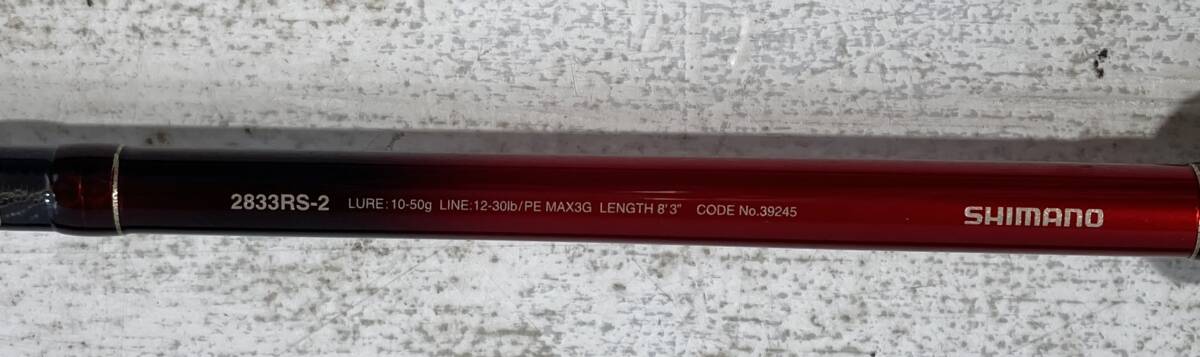 2833RS-2 LURE: 10-50g LINE: 12-30lb/PE MAX3G LENGTH 8'3" CODE No.39245 SHIMANO